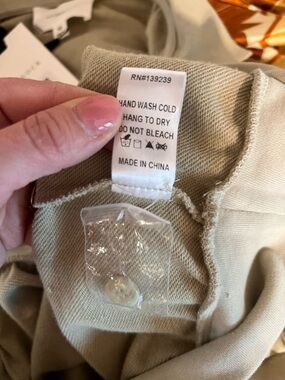 RN#139239
HAND WASH COLD
HANG TO DRY
DO NOT BLEACH
MADE IN CHINA